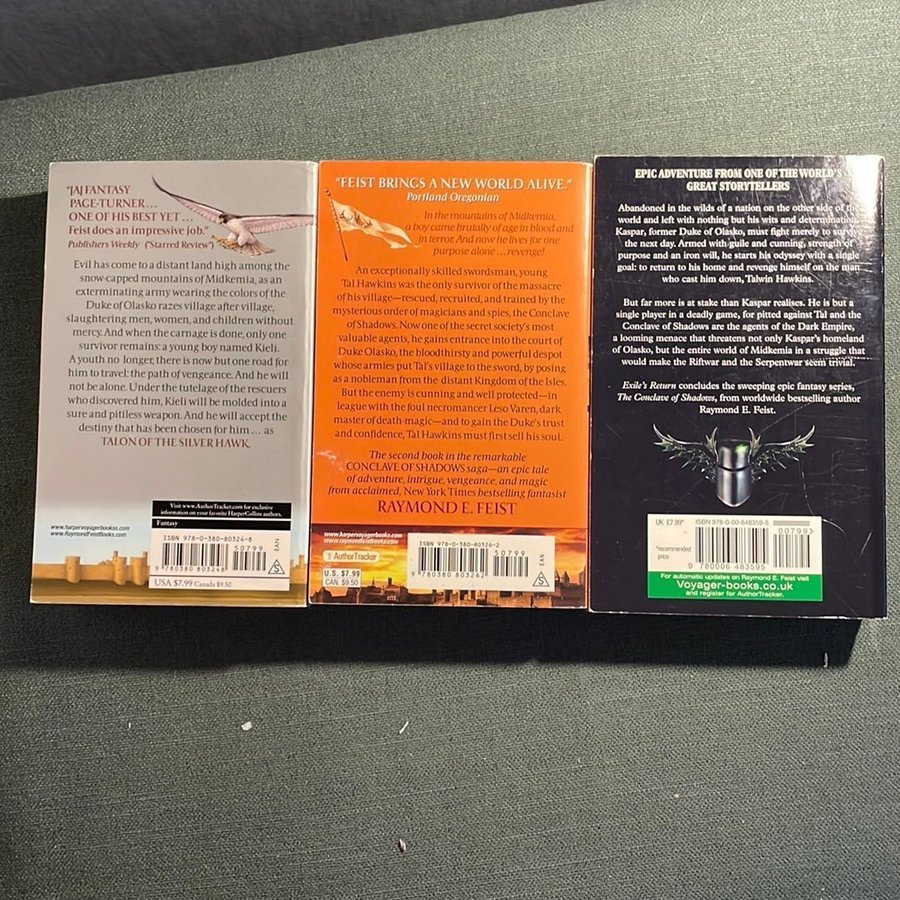 "[A] FANTASY
PAGE-TURNER...
ONE OF HIS BEST YET...
Feist does an impressive job."
Publishers Weekly (*Starred Review*)
Evil has come to a distant land high among the
snow-capped mountains of Midkemia, as an
exterminating army wearing the colors of the
Duke of Olasko razes village after village,
slaughtering men, women, and children without
mercy. And when the carnage is done, only one
survivor remains: a young boy named Kieli.
A youth no longer, there is now but one road for
him to travel: the path of vengeance. And he will
not be alone. Under the tutelage of the rescuers
who discovered him, Kieli will be molded into a
sure and pitiless weapon. And he will accept the
destiny that has been chosen for him ... as
TALON OF THE SILVER HAWK.
Visit www.AuthorTracker.com for exclusive
information on your favorite HarperCollins authors.
Fantasy
www.harpervoyagerbooks.com
www.RaymondFeistBooks.com
ISBN 978-0-380-80324-8
50799
EAN
9 780380 803248
S
USA $7.99 Canada $9.50
"FEIST BRINGS A NEW WORLD ALIVE."
Portland Oregonian
In the mountains of Midkemia,
a boy came brutally of age in blood and
in terror. And now he lives for one
purpose alone ... revenge!
An exceptionally skilled swordsman, young
Tal Hawkins was the only survivor of the massacre
of his village—rescued, recruited, and trained by the
mysterious order of magicians and spies, the Conclave
of Shadows. Now one of the secret society's most
valuable agents, he gains entrance into the court of
Duke Olasko, the bloodthirsty and powerful despot
whose armies put Tal's village to the sword, by posing
as a nobleman from the distant Kingdom of the Isles.
But the enemy is cunning and well protected—in
league with the foul necromancer Leso Varen, dark
master of death-magic—and to gain the Duke's trust
and confidence, Tal Hawkins must first sell his soul.
The second book in the remarkable
CONCLAVE OF SHADOWS saga—an epic tale
of adventure, intrigue, vengeance, and magic
from acclaimed, New York Times bestselling fantasist
RAYMOND E. FEIST
www.harpervoyagerbooks.com
www.raymondfeistbooks.com
AuthorTracker
U.S. $7.99
CAN. $9.50
ISBN 978-0-380-80326-2
50799
EAN
9 780380 803262
S
EPIC ADVENTURE FROM ONE OF THE WORLD'S
GREAT STORYTELLERS
Abandoned in the wilds of a nation on the other side of the
world and left with nothing but his wits and determination,
Kaspar, former Duke of Olasko, must fight merely to survive
the next day. Armed with guile and cunning, strength of
purpose and an iron will, he starts his odyssey with a single
goal: to return to his home and revenge himself on the man
who cast him down, Talwin Hawkins.
But far more is at stake than Kaspar realises. He is but a
single player in a deadly game, for pitted against Tal and the
Conclave of Shadows are the agents of the Dark Empire,
a looming menace that threatens not only Kaspar's homeland
of Olasko, but the entire world of Midkemia in a struggle that
would make the Riftwar and the Serpentwar seem trivial.
Exile's Return concludes the sweeping epic fantasy series,
The Conclave of Shadows, from worldwide bestselling author
Raymond E. Feist.
UK £7.99*
*recommended
price
ISBN 978-0-00-648359-5
00799
9 780006 483595
For automatic updates on Raymond E. Feist visit
Voyager-books.co.uk
and register for AuthorTracker.